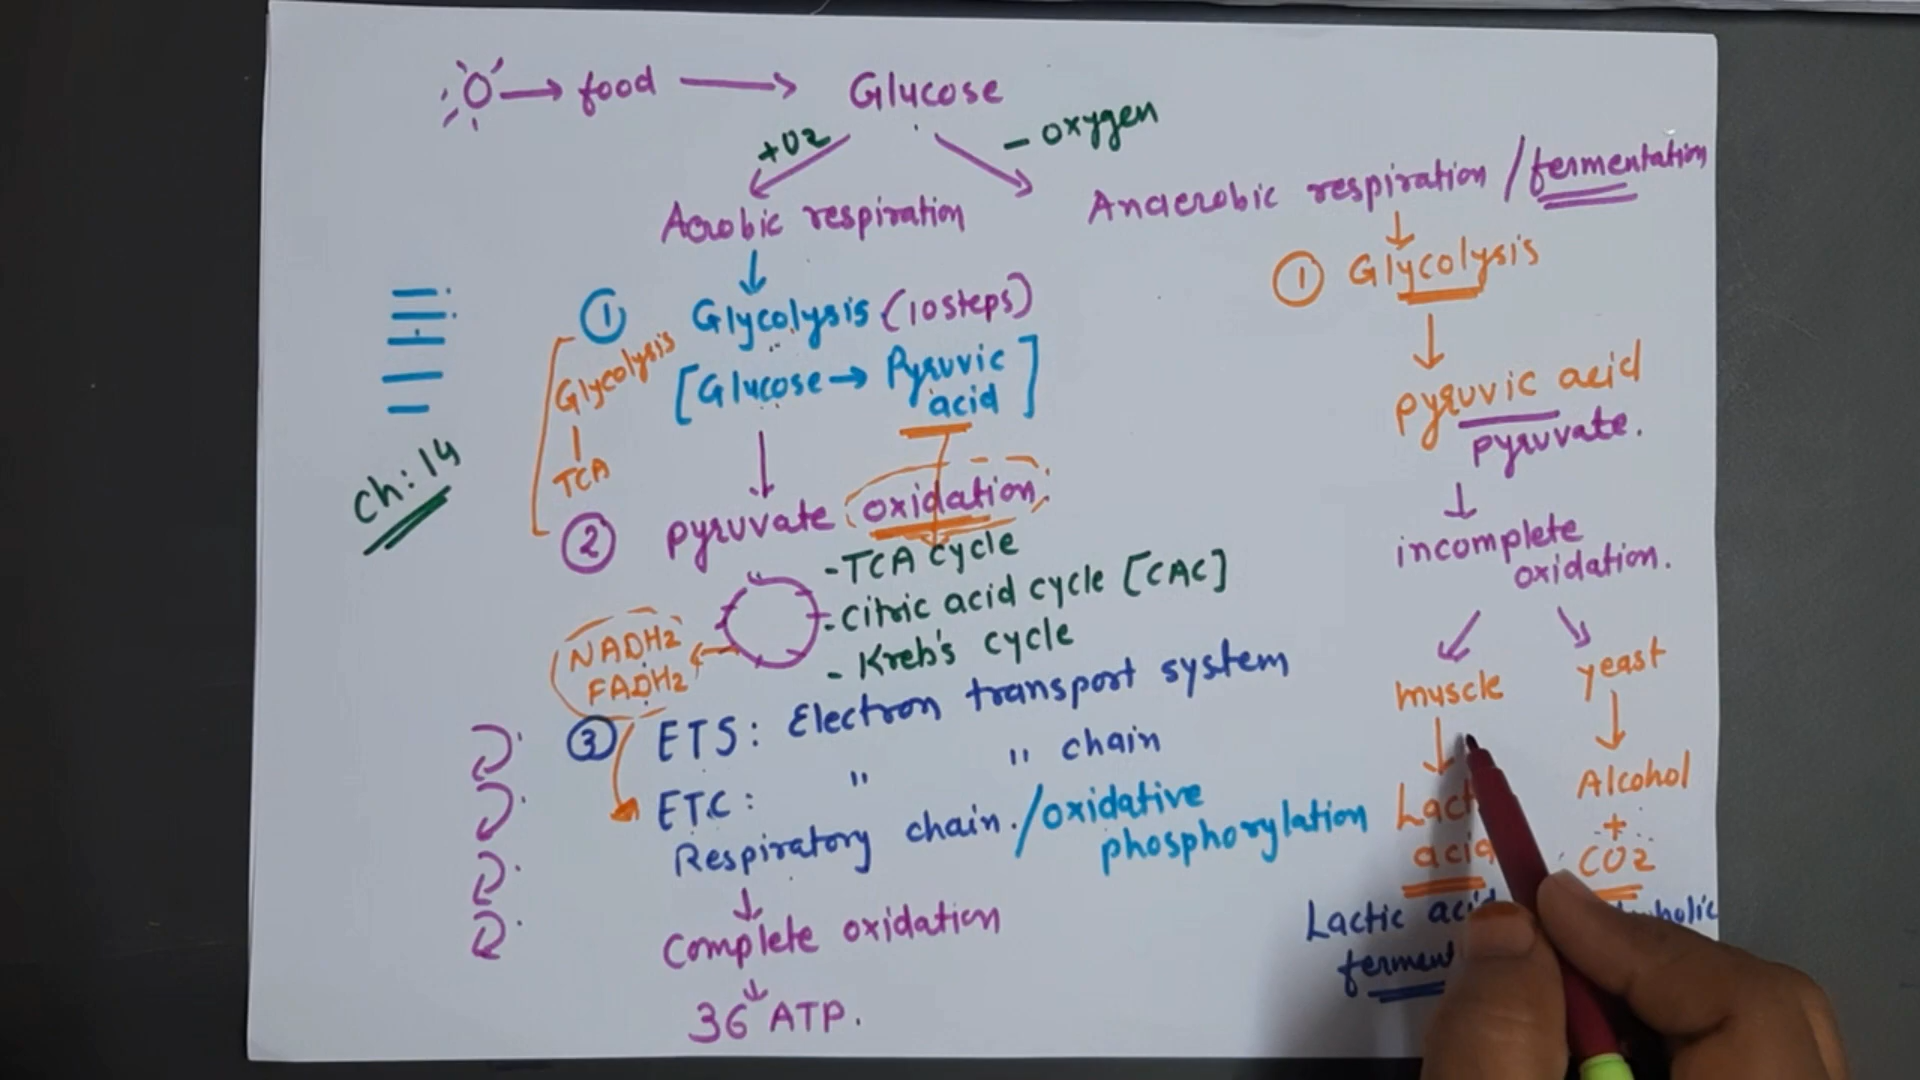 → food → Glucose
+O2
- oxygen
Aerobic respiration
Anaerobic respiration / fermentation
① Glycolysis (10 steps)
[Glucose → Pyruvic acid]
Glycolysis
TCA
Ch: 14
② pyruvate oxidation
- TCA cycle
- Citric acid cycle [CAC]
- Kreb's cycle
NADH2
FADH2
③ ETS: Electron transport system
ETC: " " chain
Respiratory chain. / oxidative
phosphorylation
Complete oxidation
36 ATP.
① Glycolysis
pyruvic acid
pyruvate.
incomplete
oxidation.
muscle
yeast
acid
Alcohol
+
CO2
Lactic